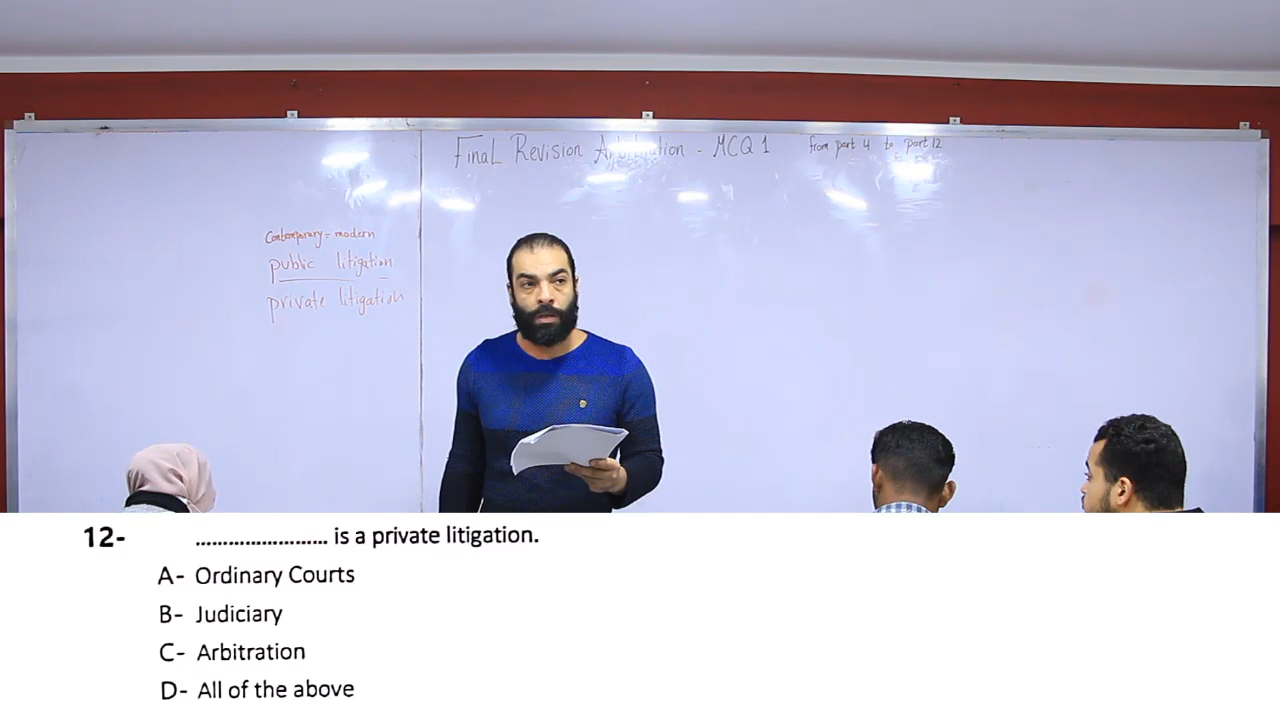 Final Revision Arbitration - MCQ 1 from part 4 to part 12
Contemporary = modern
public litigation
private litigation
12- ........................ is a private litigation.
A- Ordinary Courts
B- Judiciary
C- Arbitration
D- All of the above